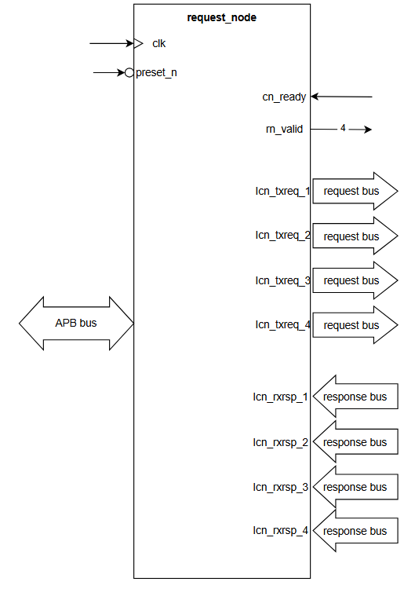 request_node
clk
preset_n
cn_ready
rn_valid
4
lcn_txreq_1
request bus
lcn_txreq_2
request bus
lcn_txreq_3
request bus
lcn_txreq_4
request bus
APB bus
lcn_rxrsp_1
response bus
lcn_rxrsp_2
response bus
lcn_rxrsp_3
response bus
lcn_rxrsp_4
response bus